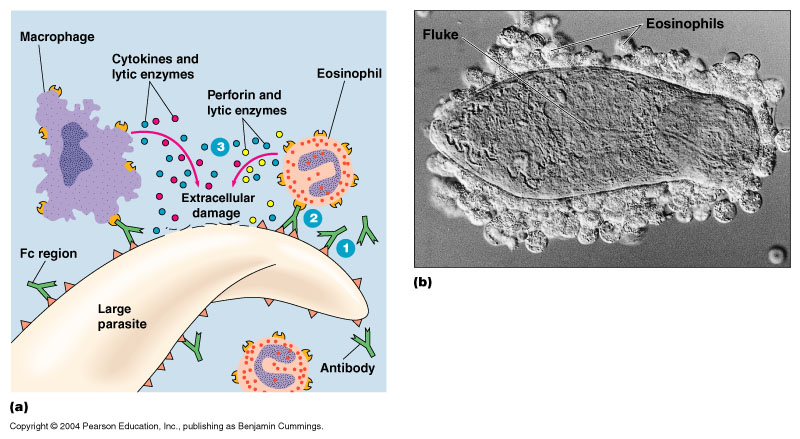 Macrophage
Cytokines and
lytic enzymes
Eosinophil
Perforin and
lytic enzymes
3
Extracellular
damage
2
1
Fc region
Large
parasite
Antibody
(a)
Fluke
Eosinophils
(b)
Copyright © 2004 Pearson Education, Inc., publishing as Benjamin Cummings.